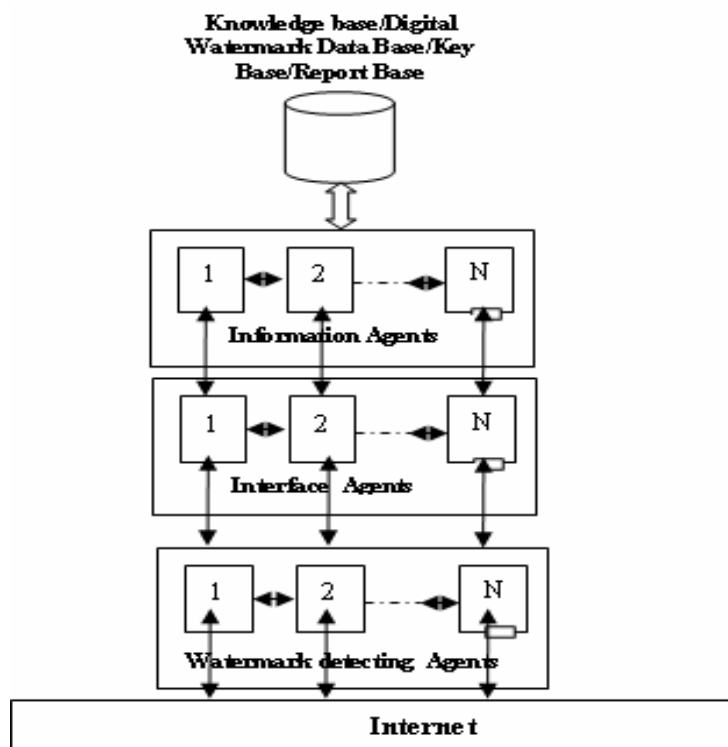 Knowledge base/Digital
Watermark Data Base/Key
Base/Report Base
1 2 N
Information Agents
1 2 N
Interface Agents
1 2 N
Watermark detecting Agents
Internet